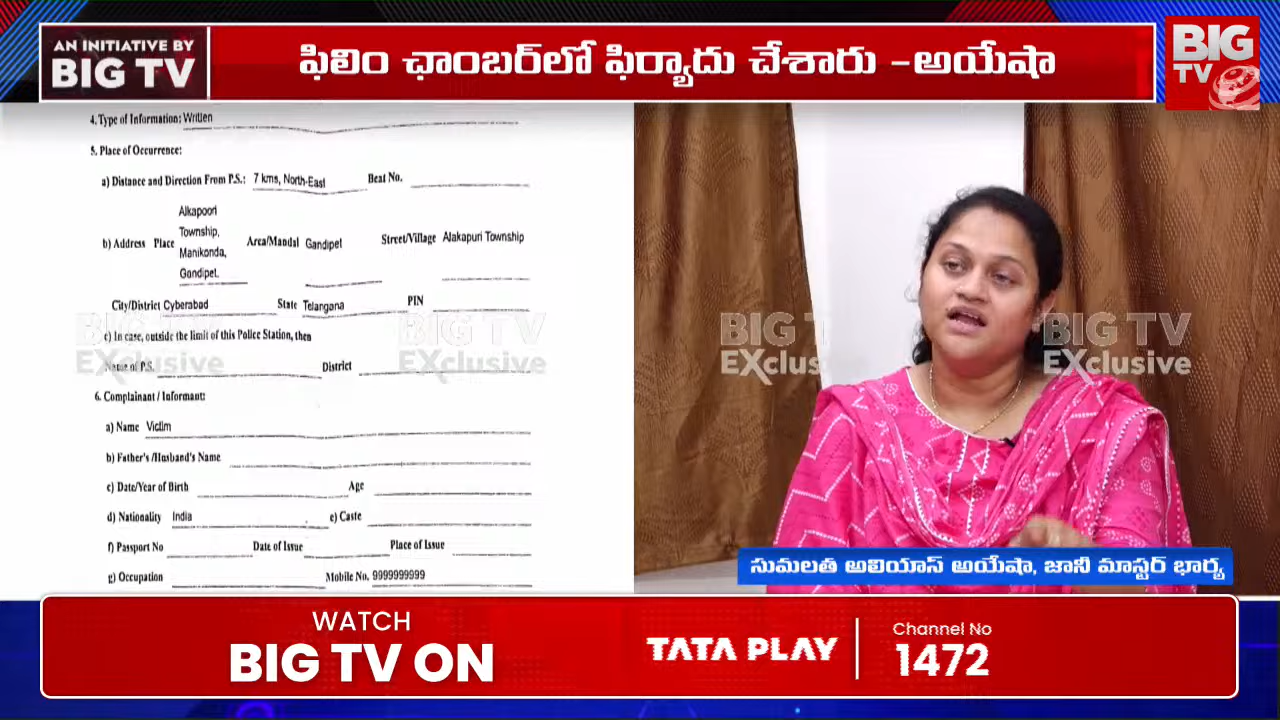 AN INITIATIVE BY
BIG TV
ఫిలిం ఛాంబర్‌లో ఫిర్యాదు చేశారు -అయేషా
BIG
TV
4. Type of Information: Written
5. Place of Occurrence:
a) Distance and Direction From P.S.: 7 kms, North-East Beat No.
b) Address Place Alkapoori Township, Manikonda, Gandipet. Area/Mandal Gandipet Street/Village Alakapuri Township
City/District Cyberabad State Telangana PIN
c) In case, outside the limit of this Police Station, then
Name of P.S. District
6. Complainant / Informant:
a) Name Victim
b) Father's /Husband's Name
c) Date/Year of Birth Age
d) Nationality India e) Caste
f) Passport No Date of Issue Place of Issue
g) Occupation Mobile No. 9999999999
BIG TV
EXclusive
BIG TV
EXclusive
BIG T
EXclus
BIG TV
EXclusive
సుమలత అలియాస్ అయేషా, జానీ మాస్టర్ భార్య
WATCH
BIG TV ON
TATA PLAY
Channel No
1472